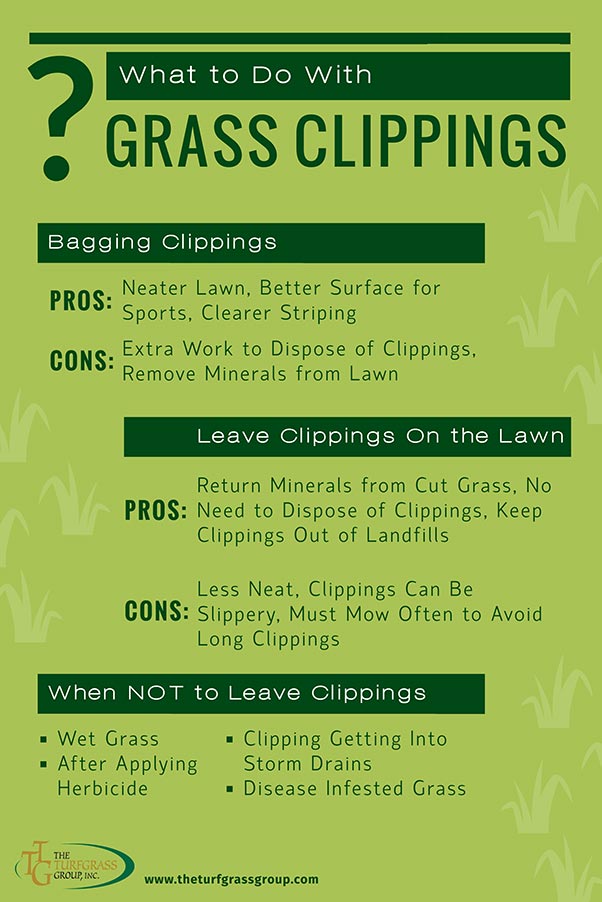 ?
What to Do With
GRASS CLIPPINGS
Bagging Clippings
PROS:
Neater Lawn, Better Surface for
Sports, Clearer Striping
CONS:
Extra Work to Dispose of Clippings,
Remove Minerals from Lawn
Leave Clippings On the Lawn
PROS:
Return Minerals from Cut Grass, No
Need to Dispose of Clippings, Keep
Clippings Out of Landfills
CONS:
Less Neat, Clippings Can Be
Slippery, Must Mow Often to Avoid
Long Clippings
When NOT to Leave Clippings
▪ Wet Grass
▪ After Applying
Herbicide
▪ Clipping Getting Into
Storm Drains
▪ Disease Infested Grass
TTG
THE
TURFGRASS
GROUP, INC.
www.theturfgrassgroup.com